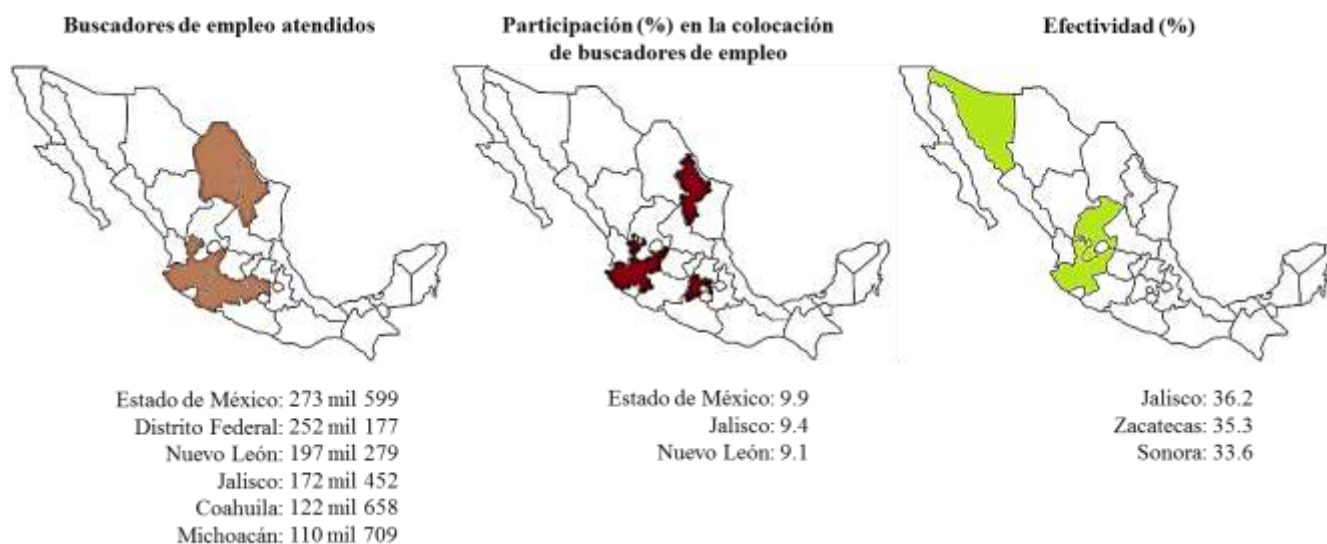 Buscadores de empleo atendidos
Participación (%) en la colocación
de buscadores de empleo
Efectividad (%)
Estado de México: 273 mil 599
Distrito Federal: 252 mil 177
Nuevo León: 197 mil 279
Jalisco: 172 mil 452
Coahuila: 122 mil 658
Michoacán: 110 mil 709
Estado de México: 9.9
Jalisco: 9.4
Nuevo León: 9.1
Jalisco: 36.2
Zacatecas: 35.3
Sonora: 33.6